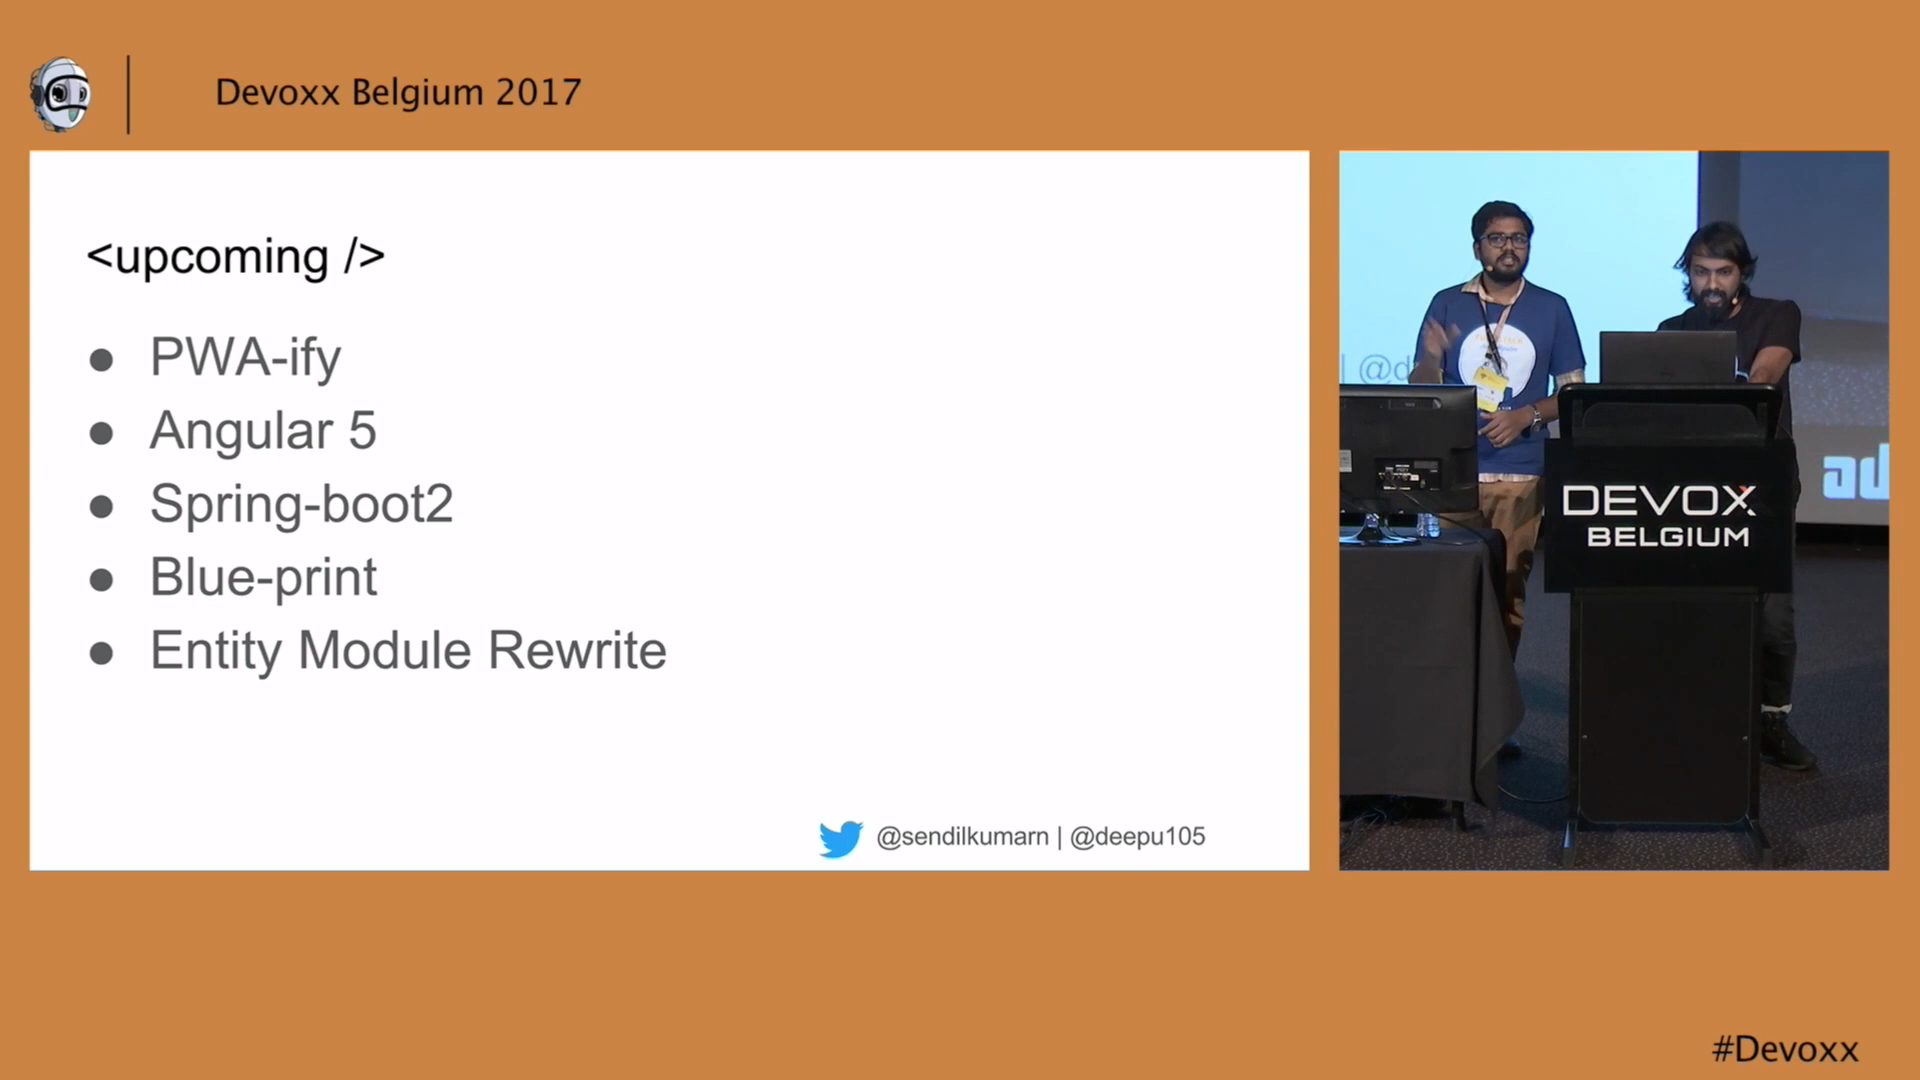 Devoxx Belgium 2017
<upcoming />
● PWA-ify
● Angular 5
● Spring-boot2
● Blue-print
● Entity Module Rewrite
@sendilkumarn | @deepu105
| @d
ad
DEVOXX
BELGIUM
#Devoxx